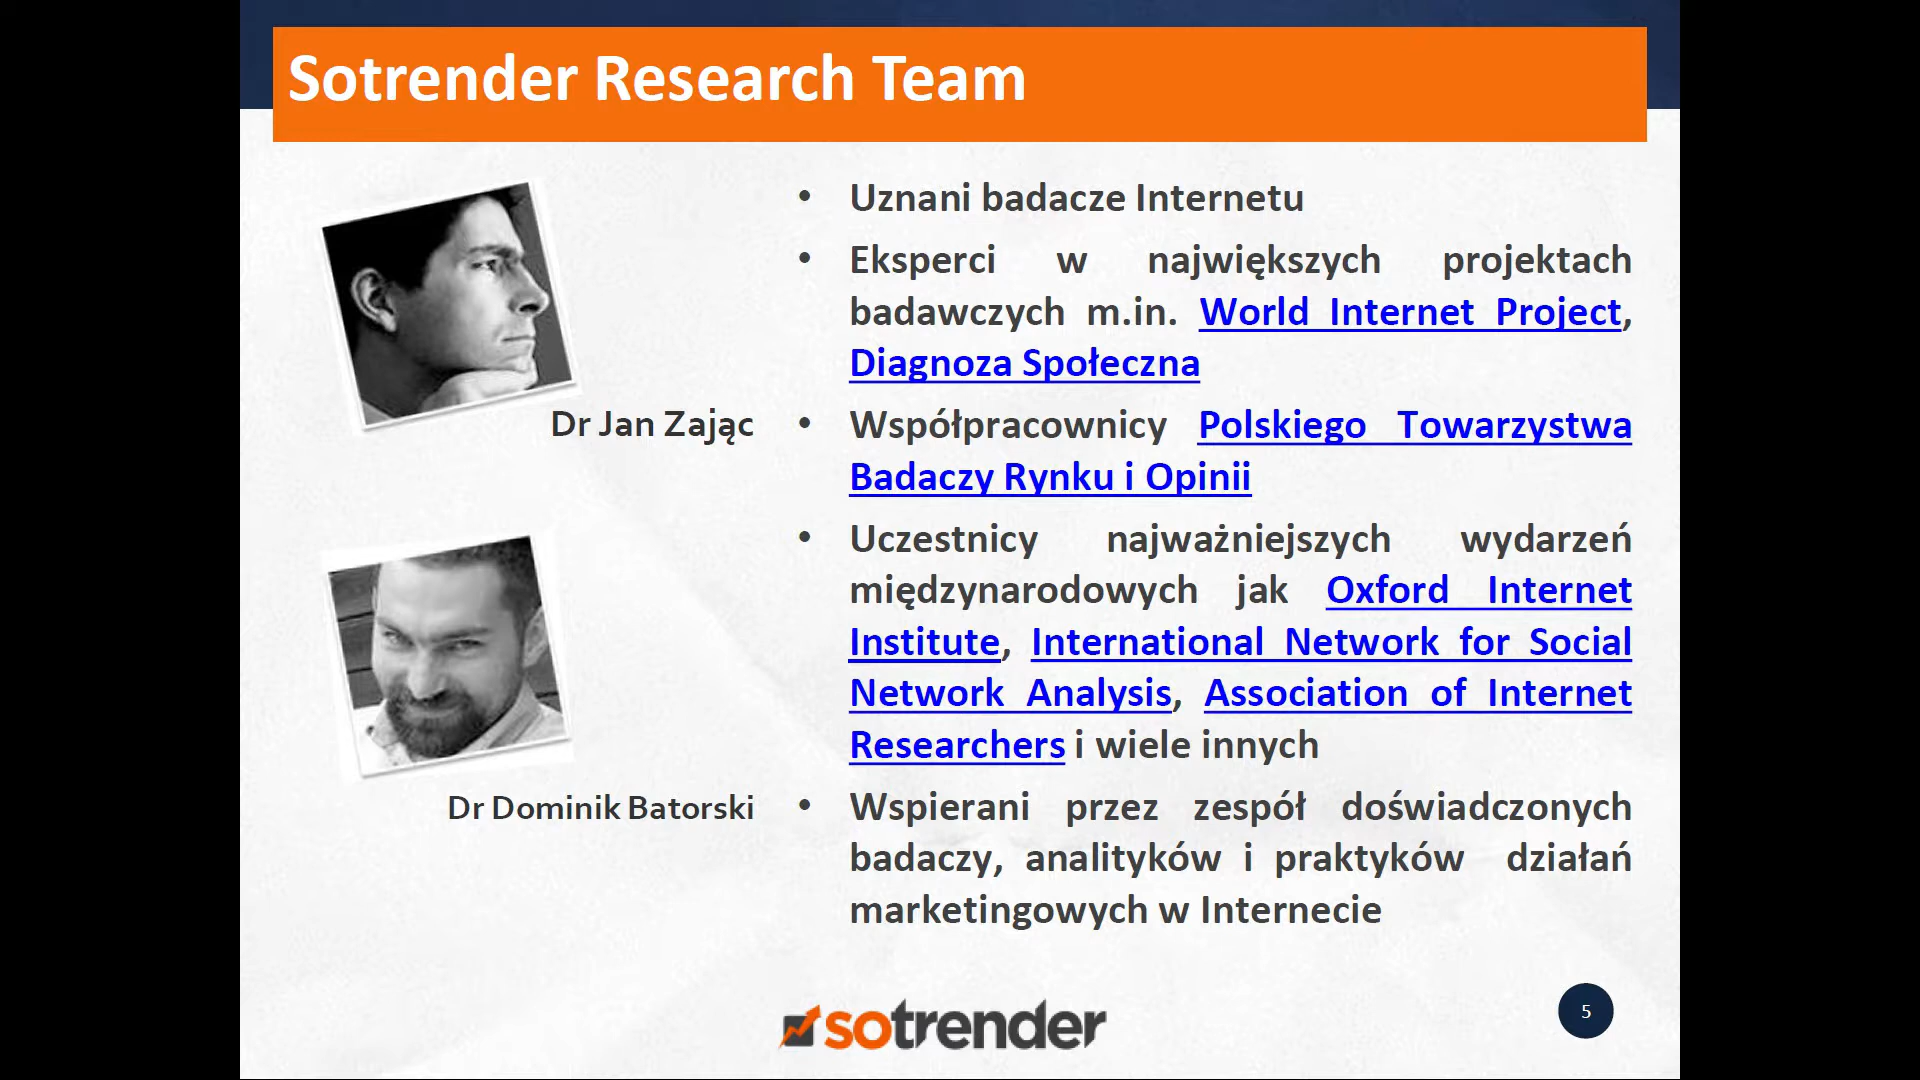 Sotrender Research Team
Dr Jan Zając
Dr Dominik Batorski
• Uznani badacze Internetu
• Eksperci w największych projektach
badawczych m.in. World Internet Project,
Diagnoza Społeczna
• Współpracownicy Polskiego Towarzystwa
Badaczy Rynku i Opinii
• Uczestnicy najważniejszych wydarzeń
międzynarodowych jak Oxford Internet
Institute, International Network for Social
Network Analysis, Association of Internet
Researchers i wiele innych
• Wspierani przez zespół doświadczonych
badaczy, analityków i praktyków działań
marketingowych w Internecie
sotrender
5